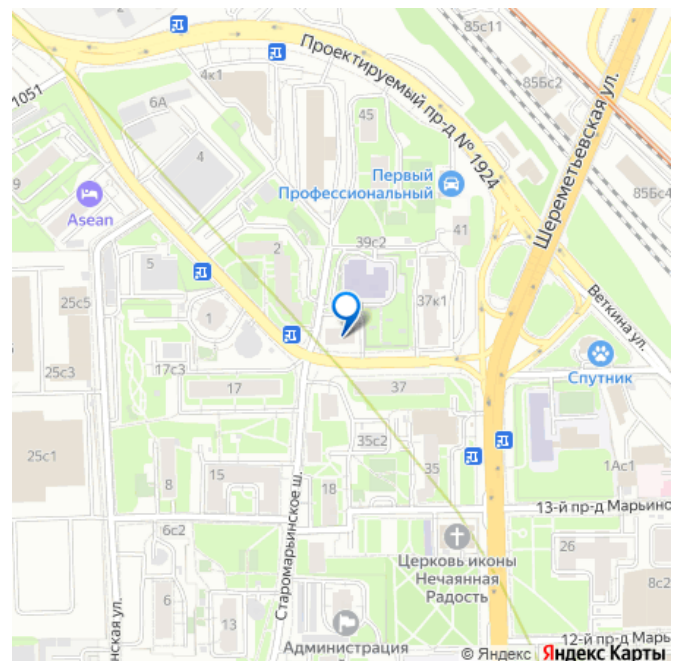 85с11
Проектируемый пр-д № 1924
4к1
85Бс2
1051
6А
Шереметьевская ул.
45
4
9
Первый
Профессиональный
85Бс4
Asean
41
39с2
2
5
37к1
Веткина ул.
25с5
1
17с3
Спутник
25с3
17
37
35с2
25с1
15
35
1Ас1
8
18
13-й пр-д Марьино
6с2
Церковь иконы
Нечаянная
Радость
26
Старомарьинское ш.
8с2
6
13
нская ул.
Администрация
12-й пр-д Марь
© Яндекс Яндекс Карты